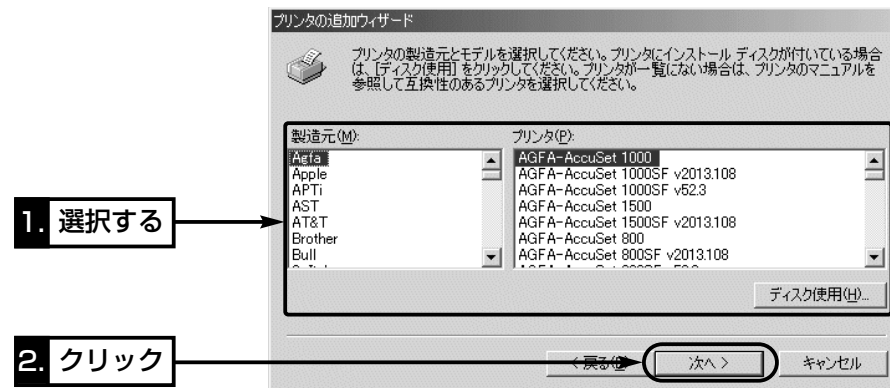 プリンタの追加ウィザード
プリンタの製造元とモデルを選択してください。プリンタにインストール ディスクが付いている場合
は、[ディスク使用] をクリックしてください。プリンタが一覧にない場合は、プリンタのマニュアルを
参照して互換性のあるプリンタを選択してください。
製造元(M):
Agfa
Apple
APTi
AST
AT&T
Brother
Bull
プリンタ(P):
AGFA-AccuSet 1000
AGFA-AccuSet 1000SF v2013.108
AGFA-AccuSet 1000SF v52.3
AGFA-AccuSet 1500
AGFA-AccuSet 1500SF v2013.108
AGFA-AccuSet 800
AGFA-AccuSet 800SF v2013.108
1. 選択する
ディスク使用(H)...
2. クリック
< 戻る(B)
次へ >
キャンセル